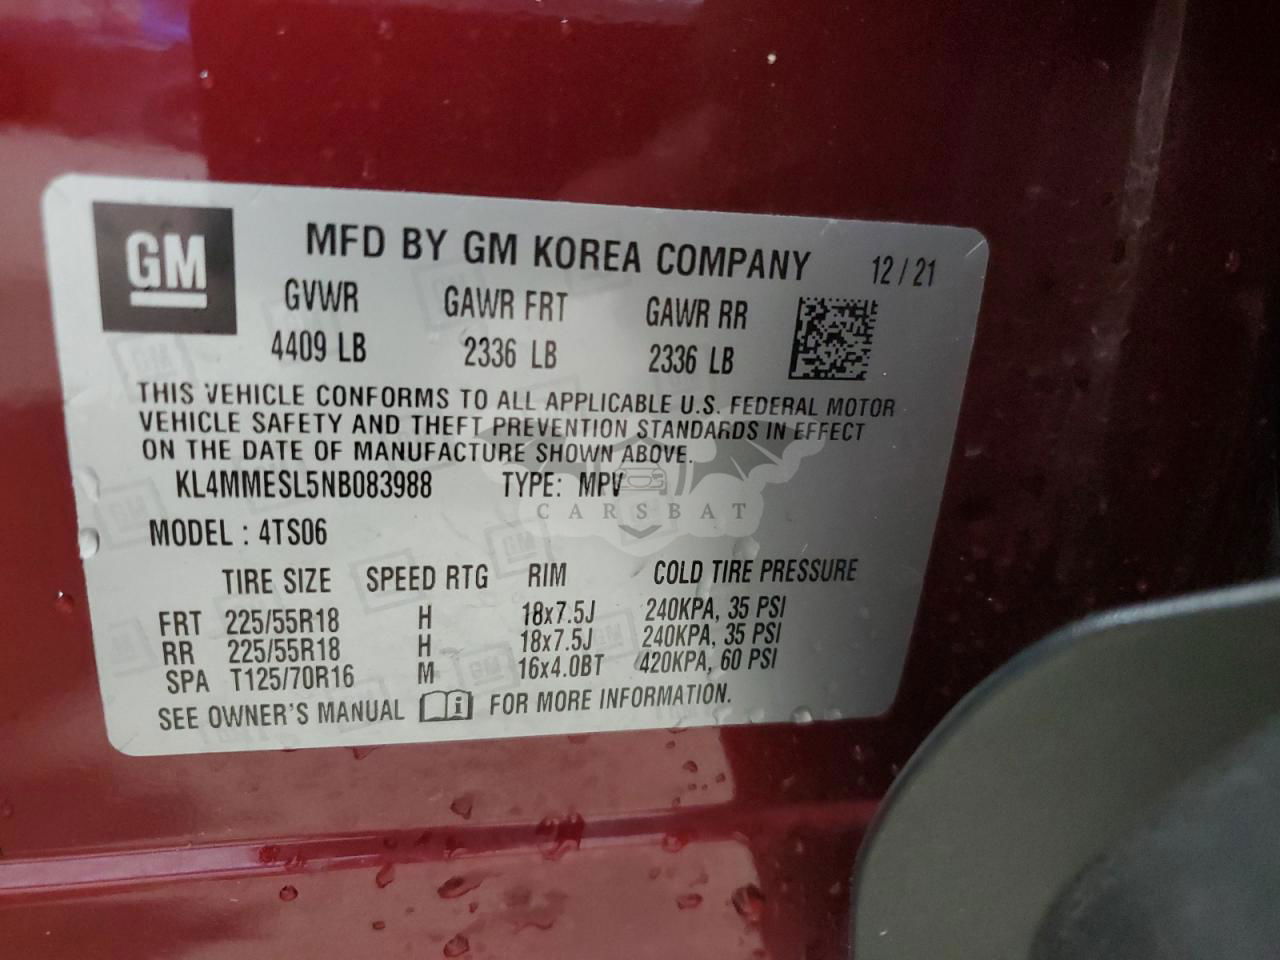 GM
MFD BY GM KOREA COMPANY 12 / 21
GVWR GAWR FRT GAWR RR
4409 LB 2336 LB 2336 LB
THIS VEHICLE CONFORMS TO ALL APPLICABLE U.S. FEDERAL MOTOR
VEHICLE SAFETY AND THEFT PREVENTION STANDARDS IN EFFECT
ON THE DATE OF MANUFACTURE SHOWN ABOVE.
KL4MMESL5NB083988 TYPE: MPV
CARSBAT
MODEL : 4TS06
TIRE SIZE SPEED RTG RIM COLD TIRE PRESSURE
FRT 225/55R18 H 18x7.5J 240KPA, 35 PSI
RR 225/55R18 H 18x7.5J 240KPA, 35 PSI
SPA T125/70R16 M 16x4.0BT 420KPA, 60 PSI
SEE OWNER'S MANUAL i FOR MORE INFORMATION.